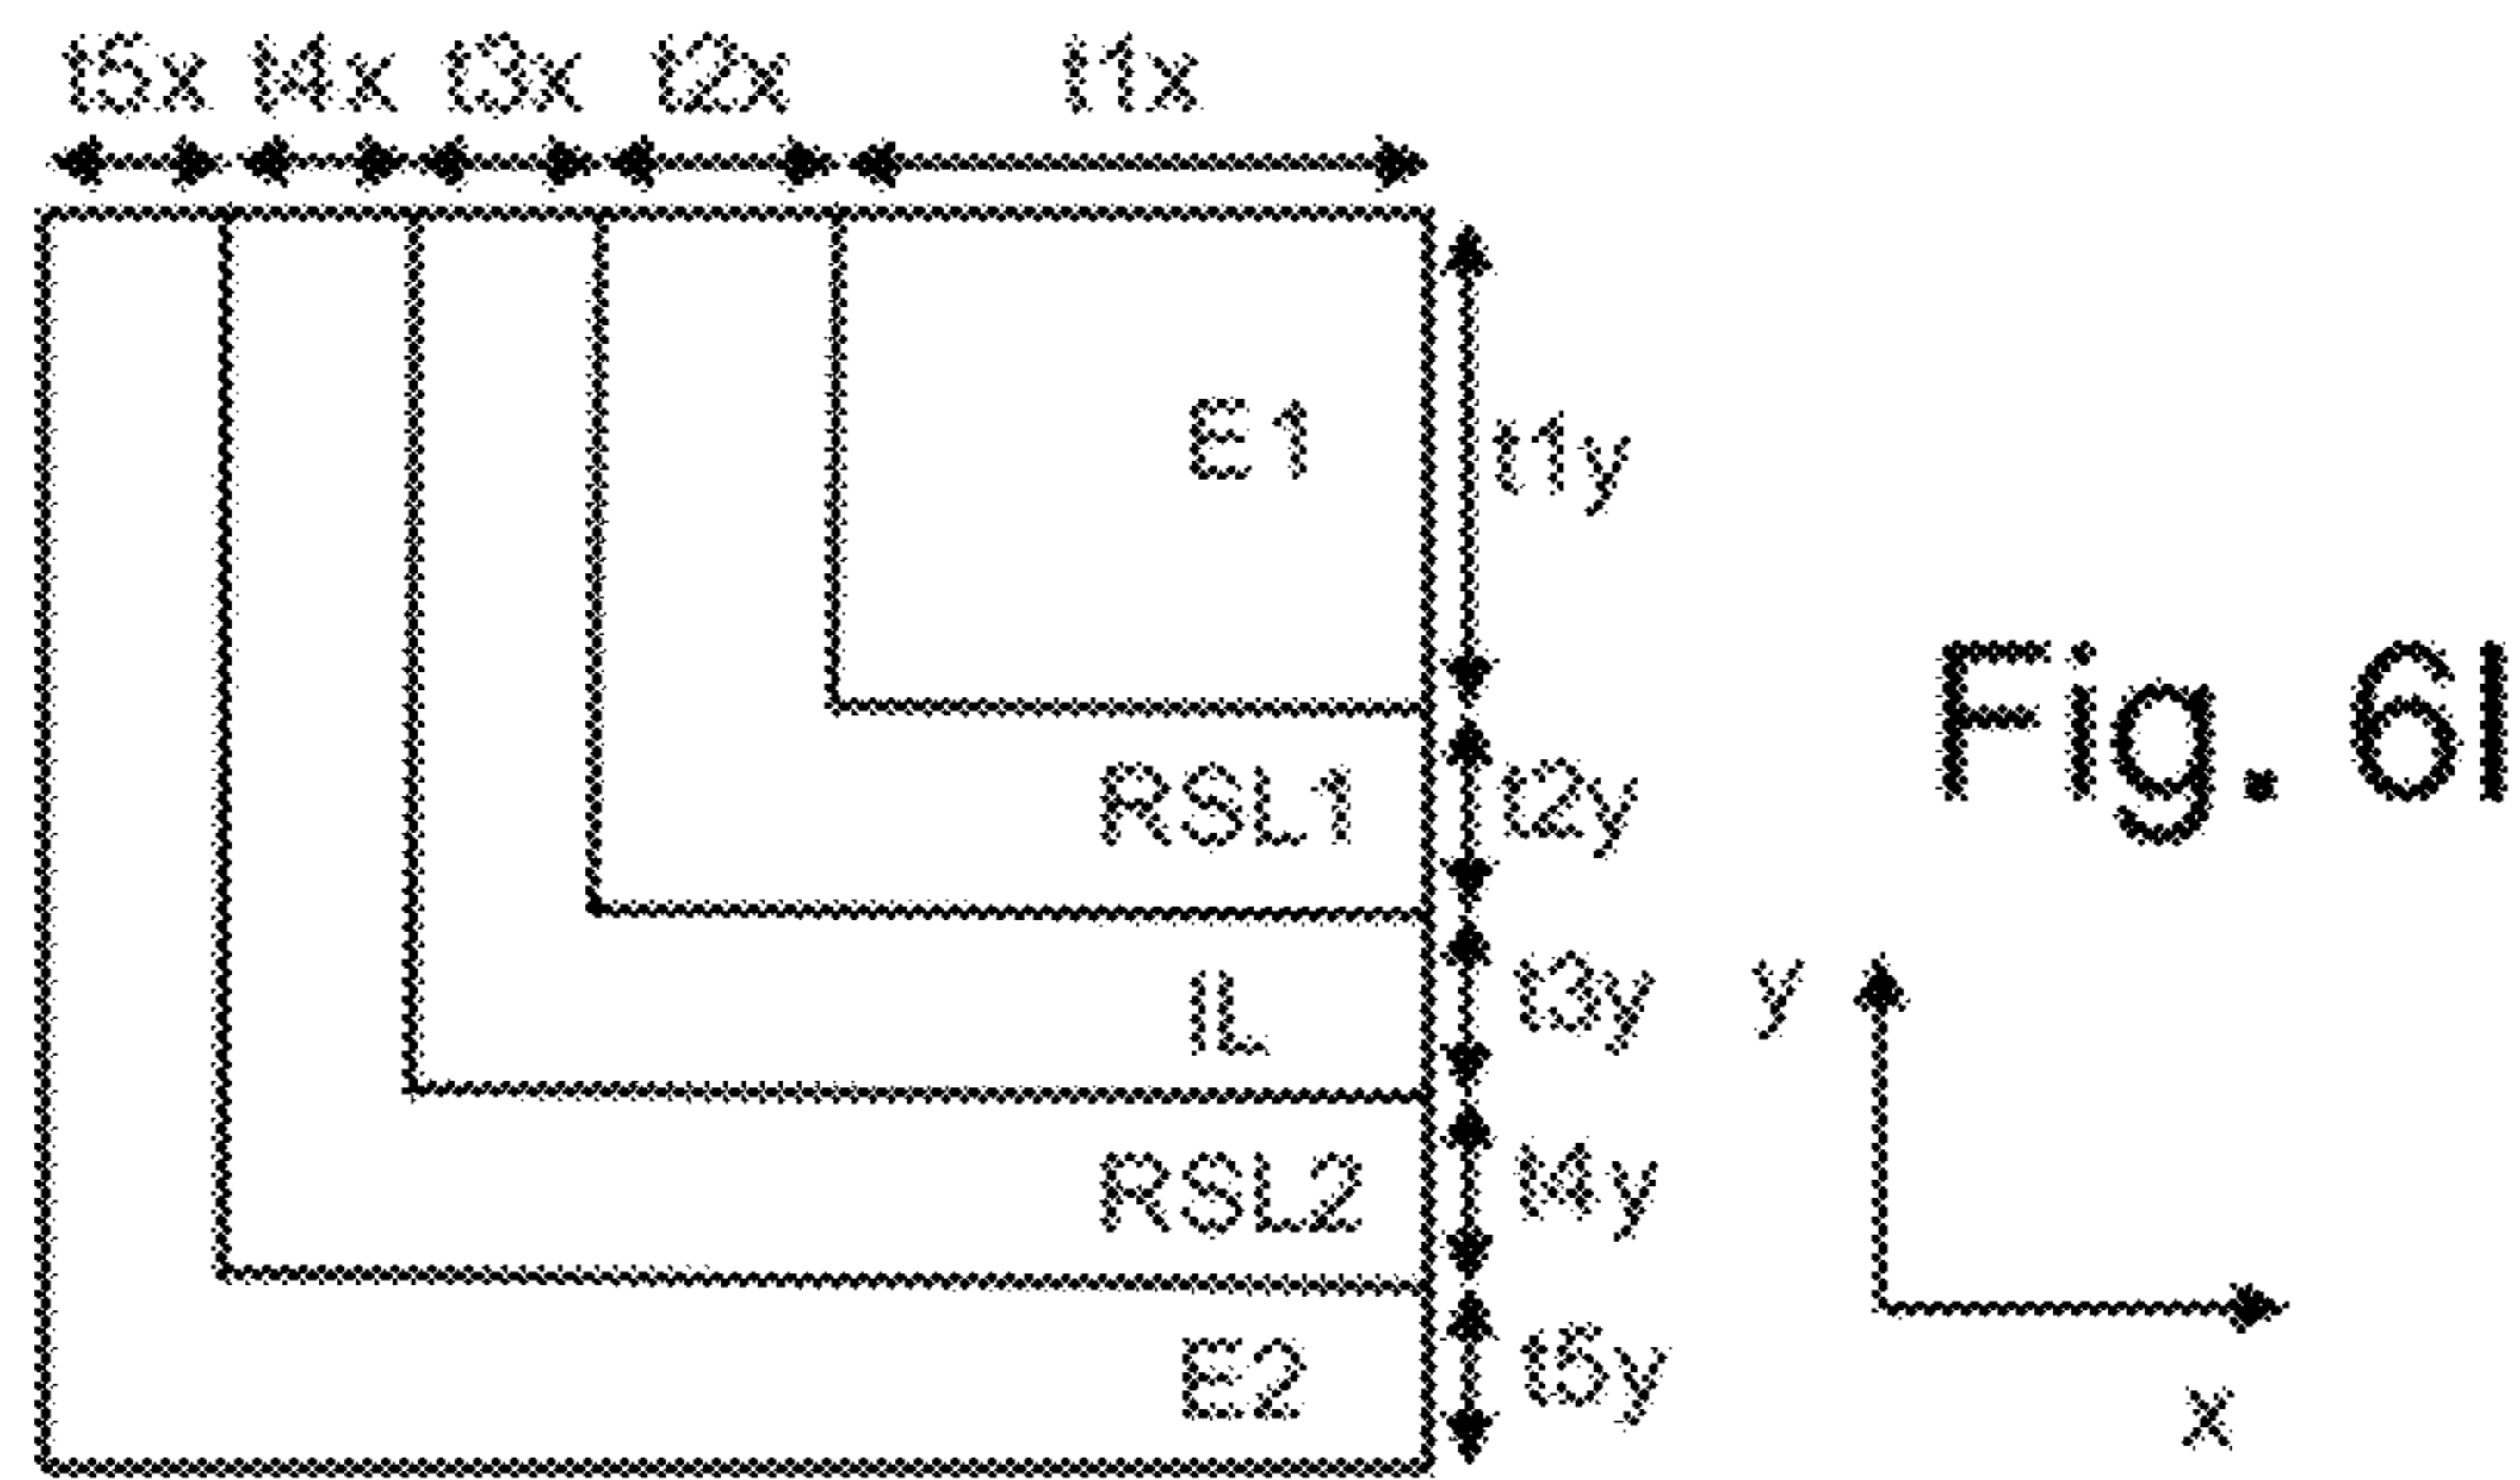 t5x t4x t3x t2x t1x
E1
t1y
RSL1
t2y
IL
t3y
y
RSL2
t4y
E2
t5y
x
Fig. 6I